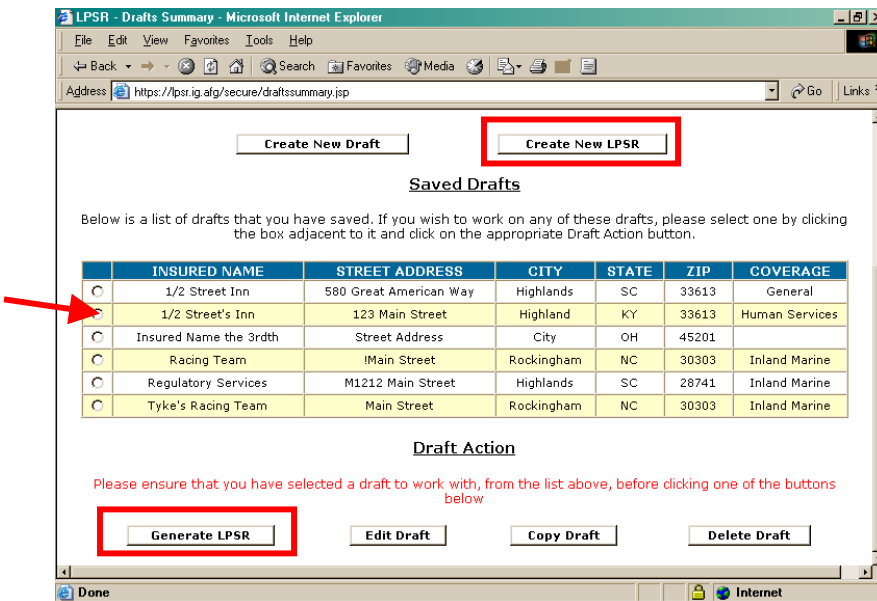 LPSR - Drafts Summary - Microsoft Internet Explorer
File Edit View Favorites Tools Help
Back Search Favorites Media
Address https://lpsr.ig.afg/secure/draftssummary.jsp Go Links
Create New Draft Create New LPSR
Saved Drafts
Below is a list of drafts that you have saved. If you wish to work on any of these drafts, please select one by clicking
the box adjacent to it and click on the appropriate Draft Action button.
INSURED NAME STREET ADDRESS CITY STATE ZIP COVERAGE
1/2 Street Inn 580 Great American Way Highlands SC 33613 General
1/2 Street's Inn 123 Main Street Highland KY 33613 Human Services
Insured Name the 3rdth Street Address City OH 45201
Racing Team !Main Street Rockingham NC 30303 Inland Marine
Regulatory Services M1212 Main Street Highlands SC 28741 Inland Marine
Tyke's Racing Team Main Street Rockingham NC 30303 Inland Marine
Draft Action
Please ensure that you have selected a draft to work with, from the list above, before clicking one of the buttons
below
Generate LPSR Edit Draft Copy Draft Delete Draft
Done Internet